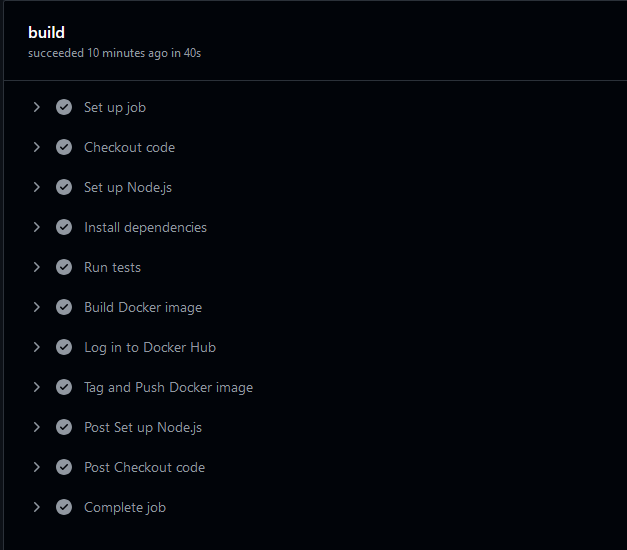 build
succeeded 10 minutes ago in 40s
Set up job
Checkout code
Set up Node.js
Install dependencies
Run tests
Build Docker image
Log in to Docker Hub
Tag and Push Docker image
Post Set up Node.js
Post Checkout code
Complete job